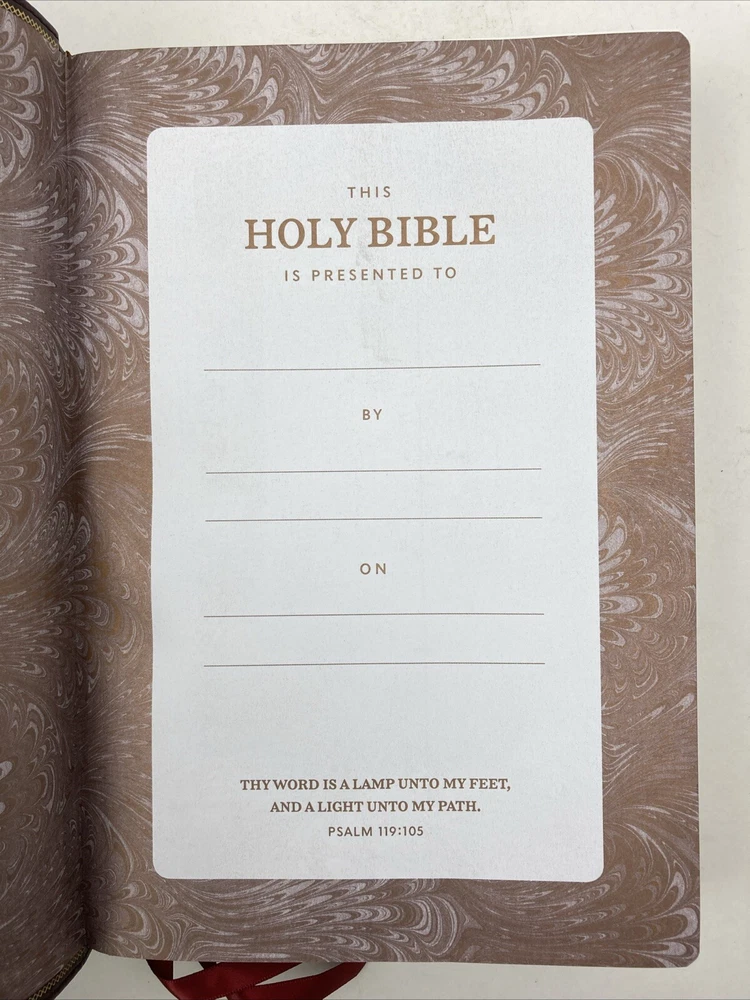 THIS
HOLY BIBLE
IS PRESENTED TO
BY
ON
THY WORD IS A LAMP UNTO MY FEET,
AND A LIGHT UNTO MY PATH.
PSALM 119:105